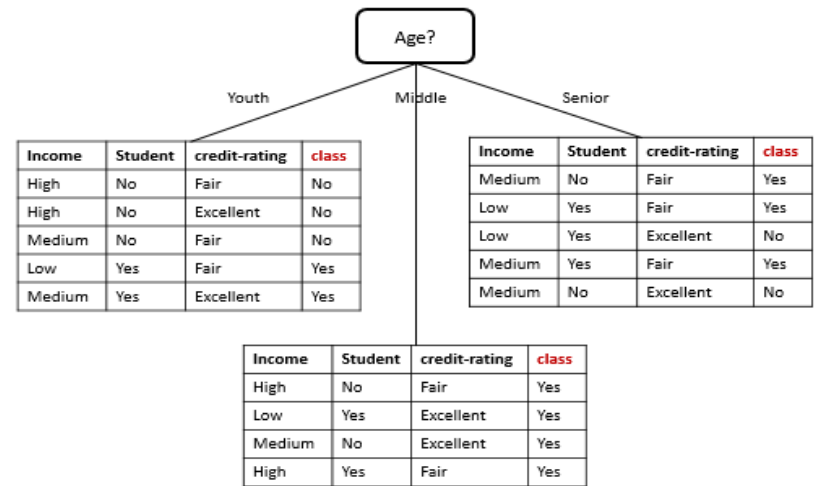 Age?
Youth
Middle
Senior
Income Student credit-rating class
High No Fair No
High No Excellent No
Medium No Fair No
Low Yes Fair Yes
Medium Yes Excellent Yes
Income Student credit-rating class
Medium No Fair Yes
Low Yes Fair Yes
Low Yes Excellent No
Medium Yes Fair Yes
Medium No Excellent No
Income Student credit-rating class
High No Fair Yes
Low Yes Excellent Yes
Medium No Excellent Yes
High Yes Fair Yes